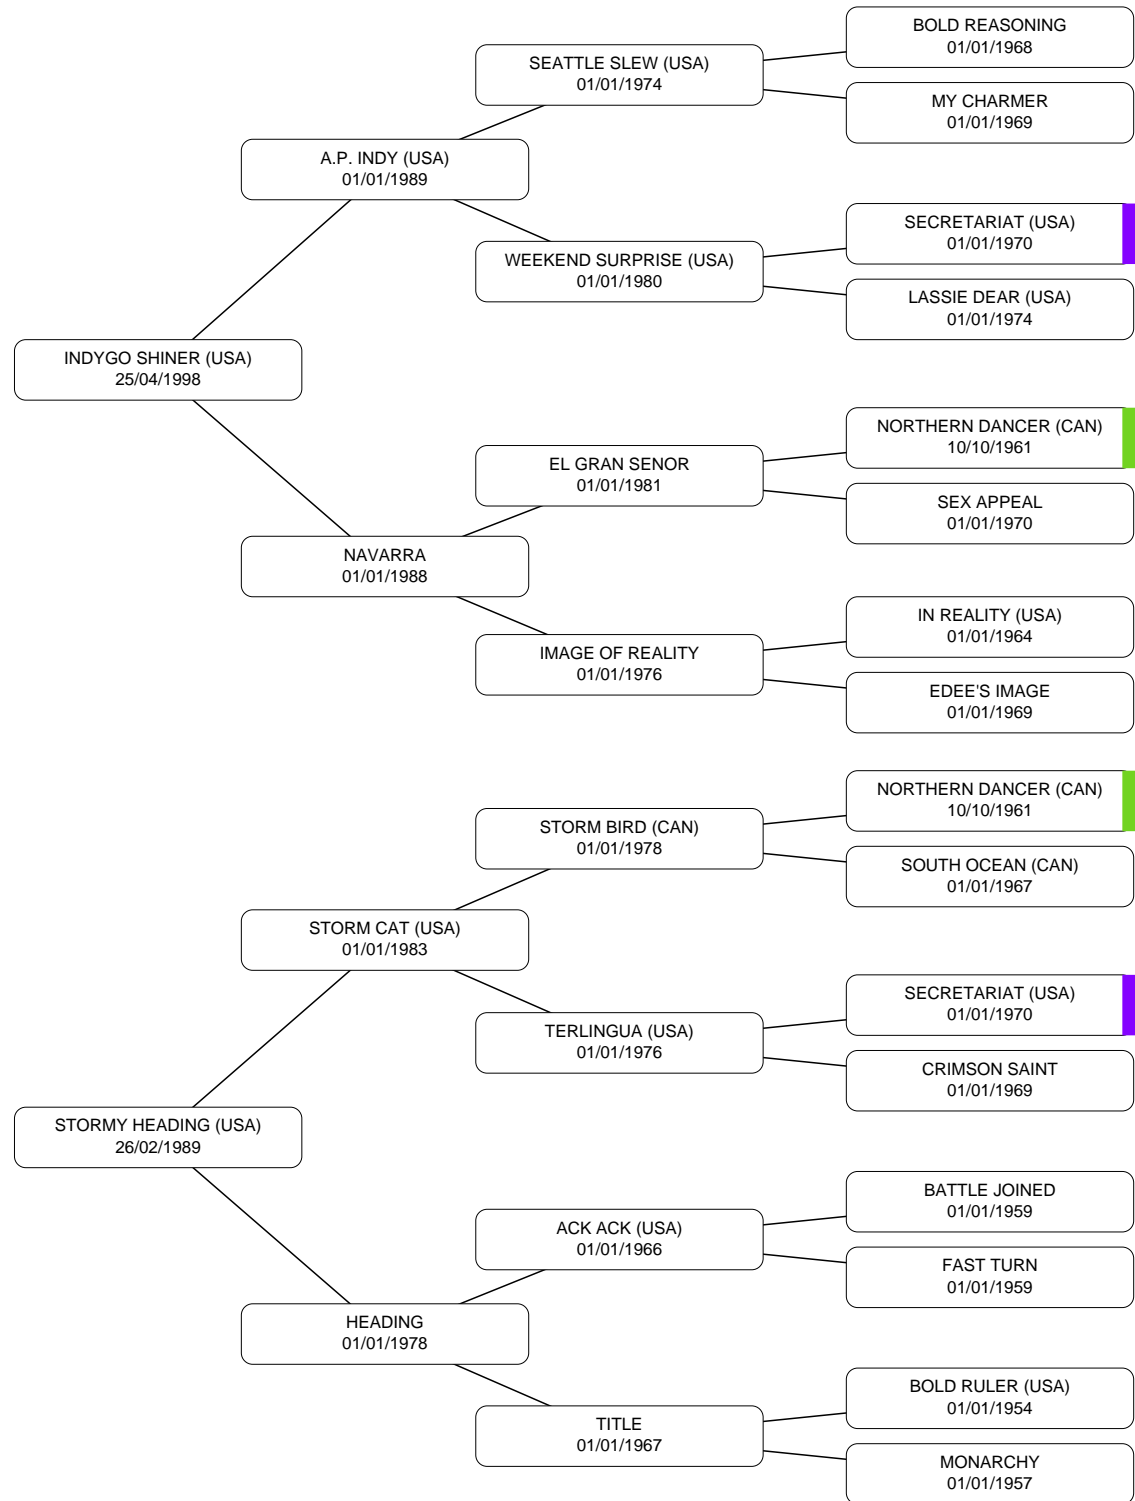 BOLD REASONING
01/01/1968
SEATTLE SLEW (USA)
01/01/1974
MY CHARMER
01/01/1969
A.P. INDY (USA)
01/01/1989
SECRETARIAT (USA)
01/01/1970
WEEKEND SURPRISE (USA)
01/01/1980
LASSIE DEAR (USA)
01/01/1974
INDYGO SHINER (USA)
25/04/1998
NORTHERN DANCER (CAN)
10/10/1961
EL GRAN SENOR
01/01/1981
SEX APPEAL
01/01/1970
NAVARRA
01/01/1988
IN REALITY (USA)
01/01/1964
IMAGE OF REALITY
01/01/1976
EDEE'S IMAGE
01/01/1969
NORTHERN DANCER (CAN)
10/10/1961
STORM BIRD (CAN)
01/01/1978
SOUTH OCEAN (CAN)
01/01/1967
STORM CAT (USA)
01/01/1983
SECRETARIAT (USA)
01/01/1970
TERLINGUA (USA)
01/01/1976
CRIMSON SAINT
01/01/1969
STORMY HEADING (USA)
26/02/1989
BATTLE JOINED
01/01/1959
ACK ACK (USA)
01/01/1966
FAST TURN
01/01/1959
HEADING
01/01/1978
BOLD RULER (USA)
01/01/1954
TITLE
01/01/1967
MONARCHY
01/01/1957